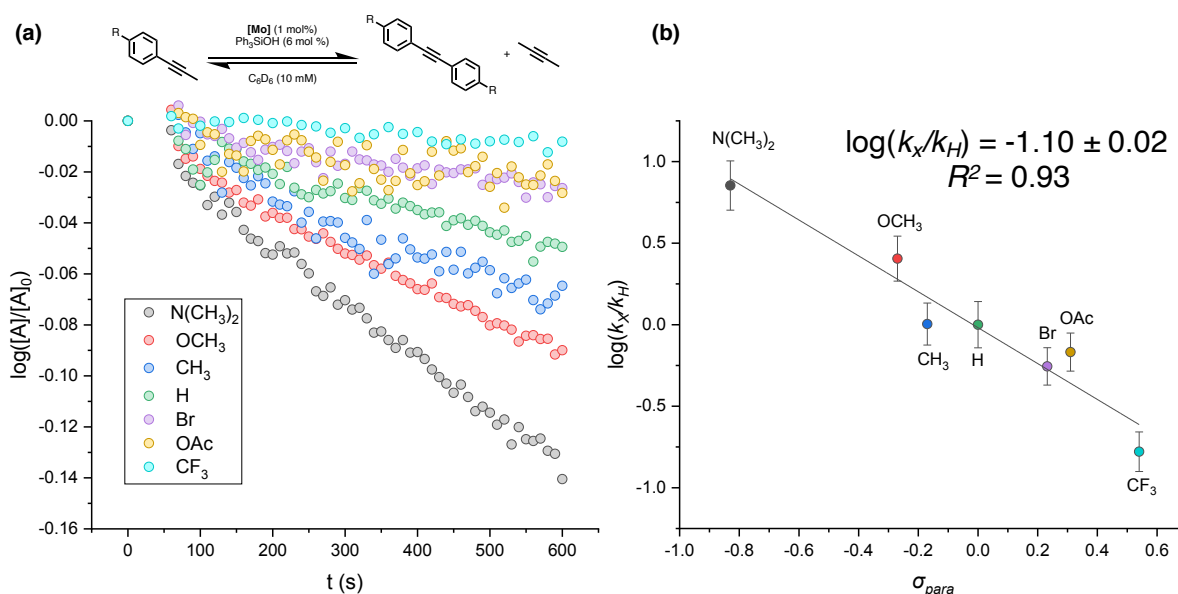 (a)
R
[Mo] (1 mol%)
Ph₃SiOH (6 mol %)
C₆D₆ (10 mM)
R
R
+
log([A]/[A]₀)
0.00
-0.02
-0.04
-0.06
-0.08
-0.10
-0.12
-0.14
-0.16
N(CH₃)₂
OCH₃
CH₃
H
Br
OAc
CF₃
0 100 200 300 400 500 600
t (s)
(b)
log(kₓ/k_H) = -1.10 ± 0.02
R² = 0.93
log(k_X/k_H)
1.0
0.5
0.0
-0.5
-1.0
N(CH₃)₂
OCH₃
CH₃
H
Br
OAc
CF₃
-1.0 -0.8 -0.6 -0.4 -0.2 0.0 0.2 0.4 0.6
σ_para